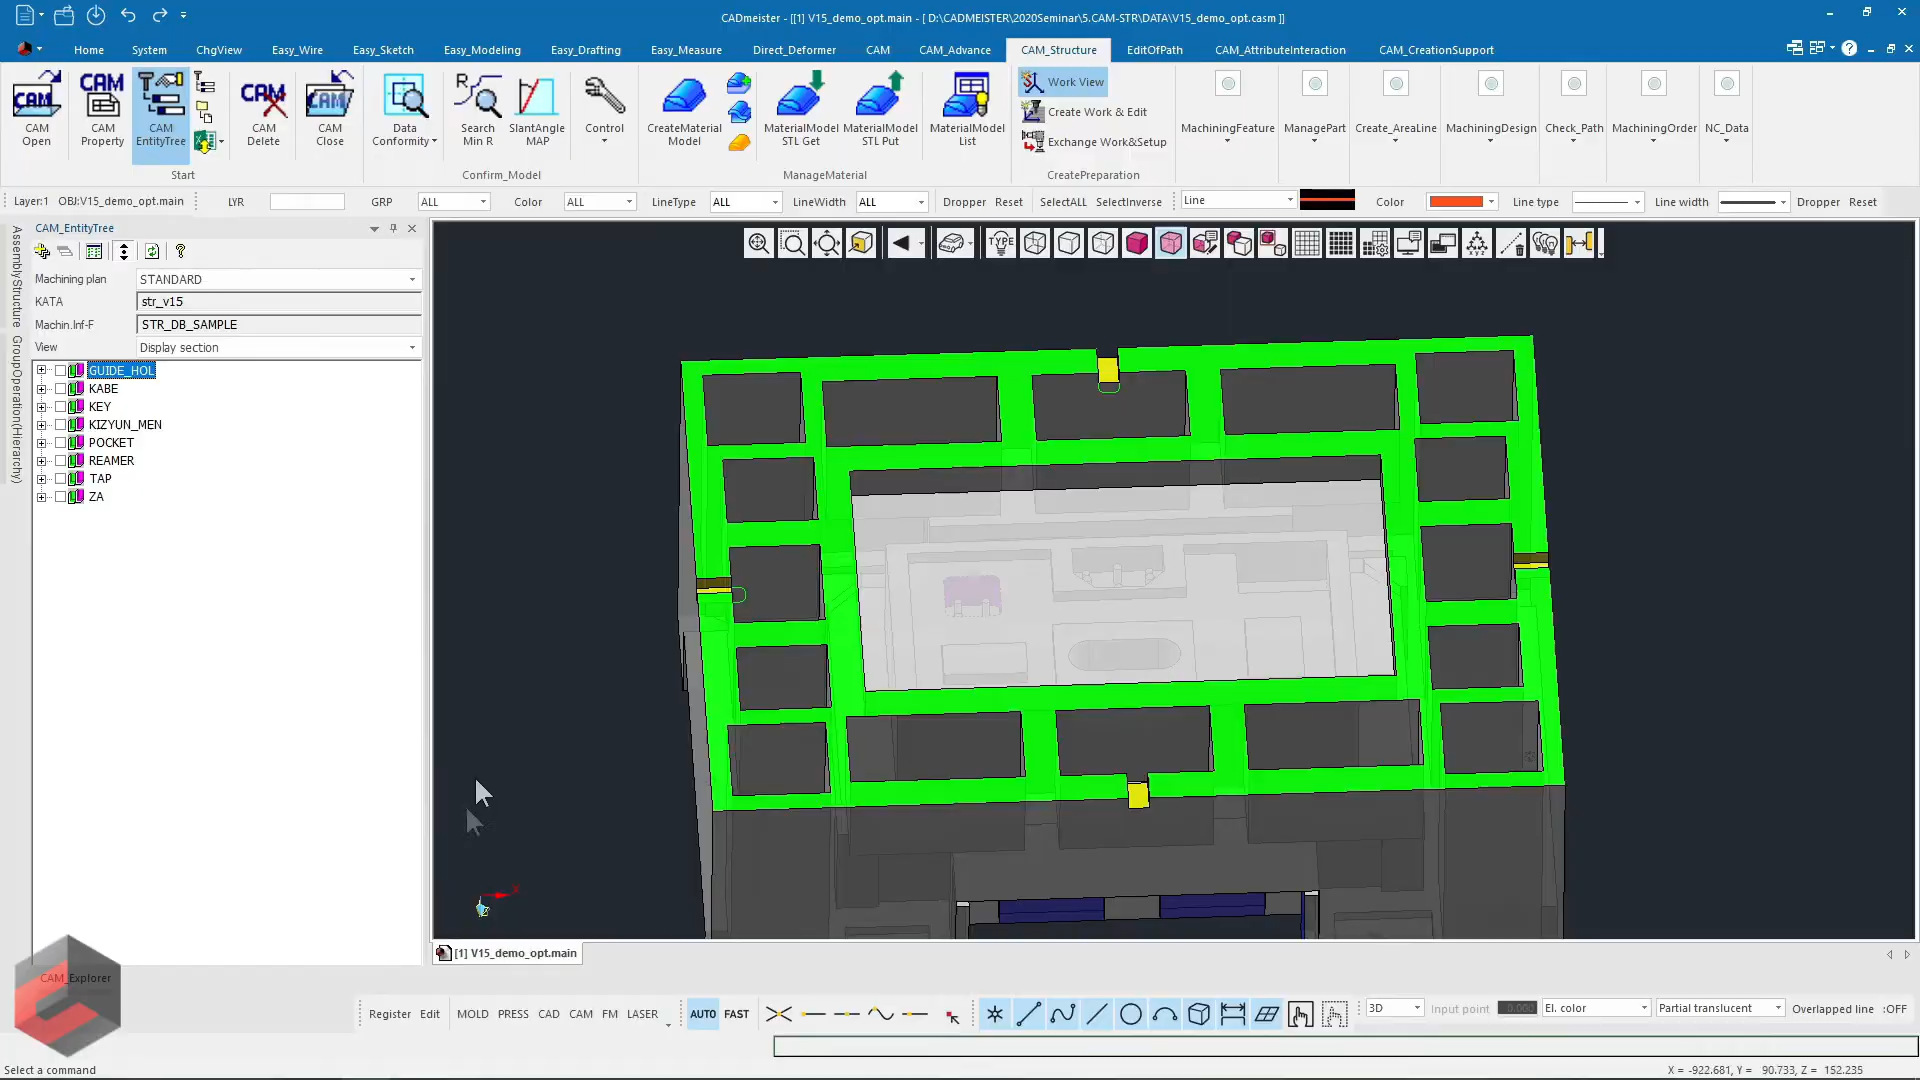 CADmeister - [[1] V15_demo_opt.main - [ D:\CADMEISTER\2020Seminar\5.CAM-STR\DATA\V15_demo_opt.casm ]]
Home System ChgView Easy_Wire Easy_Sketch Easy_Modeling Easy_Drafting Easy_Measure Direct_Deformer CAM CAM_Advance CAM_Structure EditOfPath CAM_AttributeInteraction CAM_CreationSupport
CAM Open
CAM Property
CAM EntityTree
CAM Delete
CAM Close
Data Conformity
Search Min R
SlantAngle MAP
Control
CreateMaterial Model
MaterialModel STL Get
MaterialModel STL Put
MaterialModel List
Work View
Create Work & Edit
Exchange Work&Setup
MachiningFeature
ManagePart
Create_AreaLine
MachiningDesign
Check_Path
MachiningOrder
NC_Data
Start
Confirm_Model
ManageMaterial
CreatePreparation
Layer:1 OBJ:V15_demo_opt.main LYR GRP ALL Color ALL LineType ALL LineWidth ALL Dropper Reset SelectALL SelectInverse Line Color Line type Line width Dropper Reset
AssemblyStructure
GroupOperation(Hierarchy)
CAM_EntityTree
TYPE
Machining plan STANDARD
KATA str_v15
Machin.Inf-F STR_DB_SAMPLE
View Display section
GUIDE_HOL
KABE
KEY
KIZYUN_MEN
POCKET
REAMER
TAP
ZA
X
[1] V15_demo_opt.main
CAM_Explorer
Register Edit MOLD PRESS CAD CAM FM LASER AUTO FAST 3D Input point 0.000 El. color Partial translucent Overlapped line :OFF
Select a command
X = -922.681, Y = 90.733, Z = 152.235